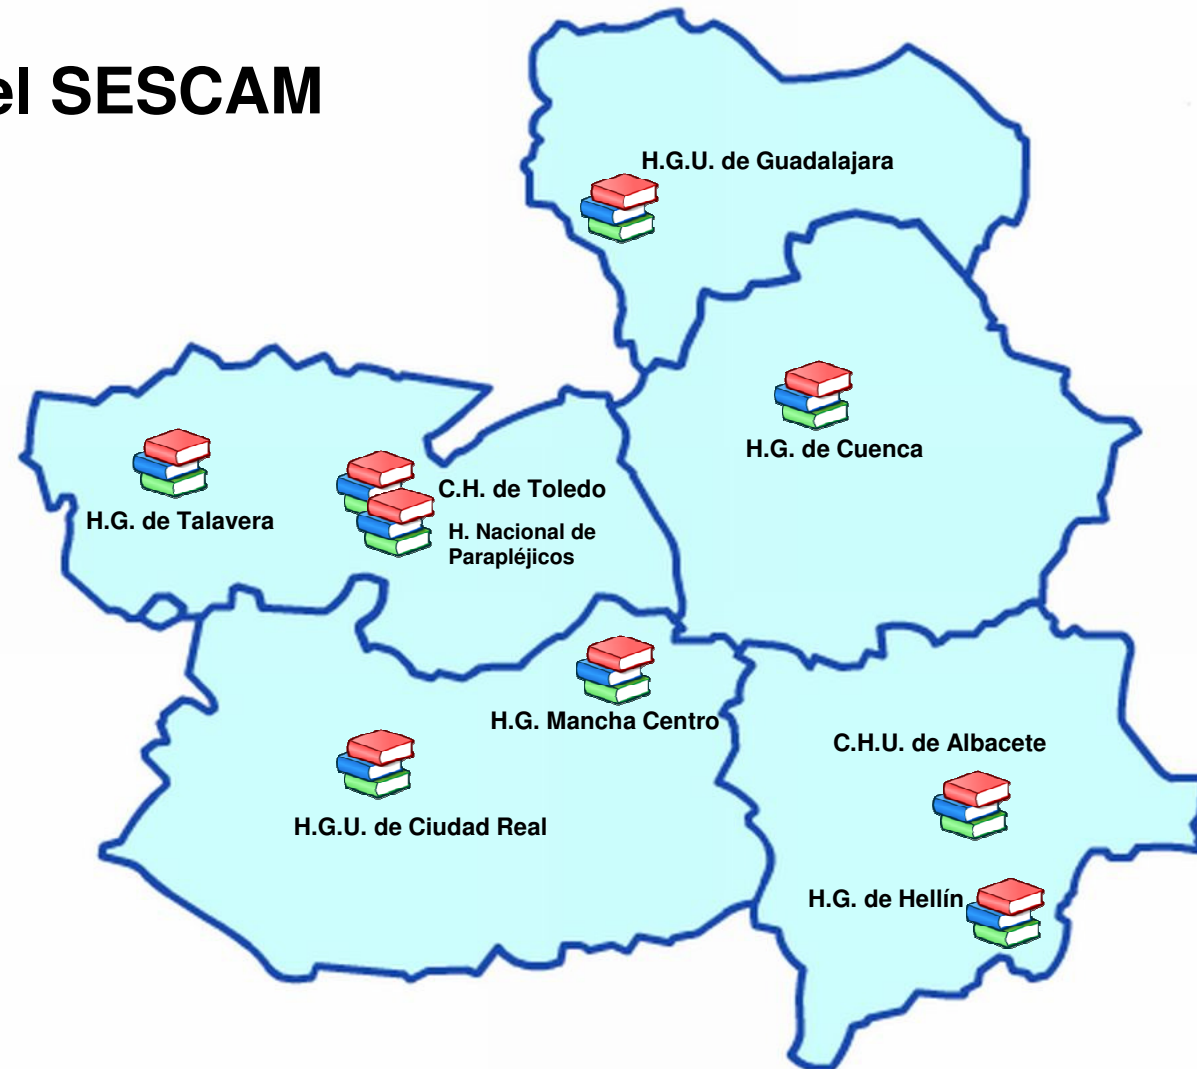 el SESCAM
H.G.U. de Guadalajara
H.G. de Cuenca
C.H. de Toledo
H.G. de Talavera
H. Nacional de
Parapléjicos
H.G. Mancha Centro
C.H.U. de Albacete
H.G.U. de Ciudad Real
H.G. de Hellín